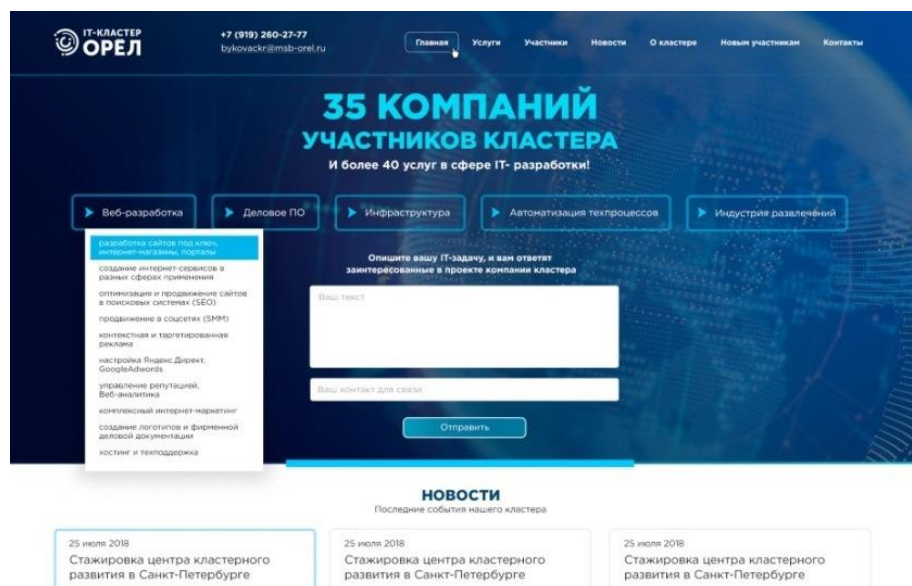 IT-КЛАСТЕР
ОРЁЛ
+7 (919) 260-27-77
bykovackr@msb-orel.ru
Главная
Услуги
Участники
Новости
О кластере
Новым участникам
Контакты
35 КОМПАНИЙ
УЧАСТНИКОВ КЛАСТЕРА
И более 40 услуг в сфере IT- разработки!
Веб-разработка
Деловое ПО
Инфраструктура
Автоматизация техпроцессов
Индустрия развлечений
разработка сайтов под ключ,
интернет-магазины, порталы
создание интернет-сервисов в
разных сферах применения
оптимизация и продвижение сайтов
в поисковых системах (SEO)
продвижение в соцсетях (SMM)
контекстная и таргетированная
реклама
настройка Яндекс.Директ,
GoogleAdwords
управление репутацией,
Веб-аналитика
комплексный интернет-маркетинг
создание логотипов и фирменной
деловой документации
хостинг и техподдержка
Опишите вашу IT-задачу, и вам ответят
заинтересованные в проекте компании кластера
Ваш текст
Ваш контакт для связи
Отправить
НОВОСТИ
Последние события нашего кластера
25 июля 2018
Стажировка центра кластерного
развития в Санкт-Петербурге
25 июля 2018
Стажировка центра кластерного
развития в Санкт-Петербурге
25 июля 2018
Стажировка центра кластерного
развития в Санкт-Петербурге